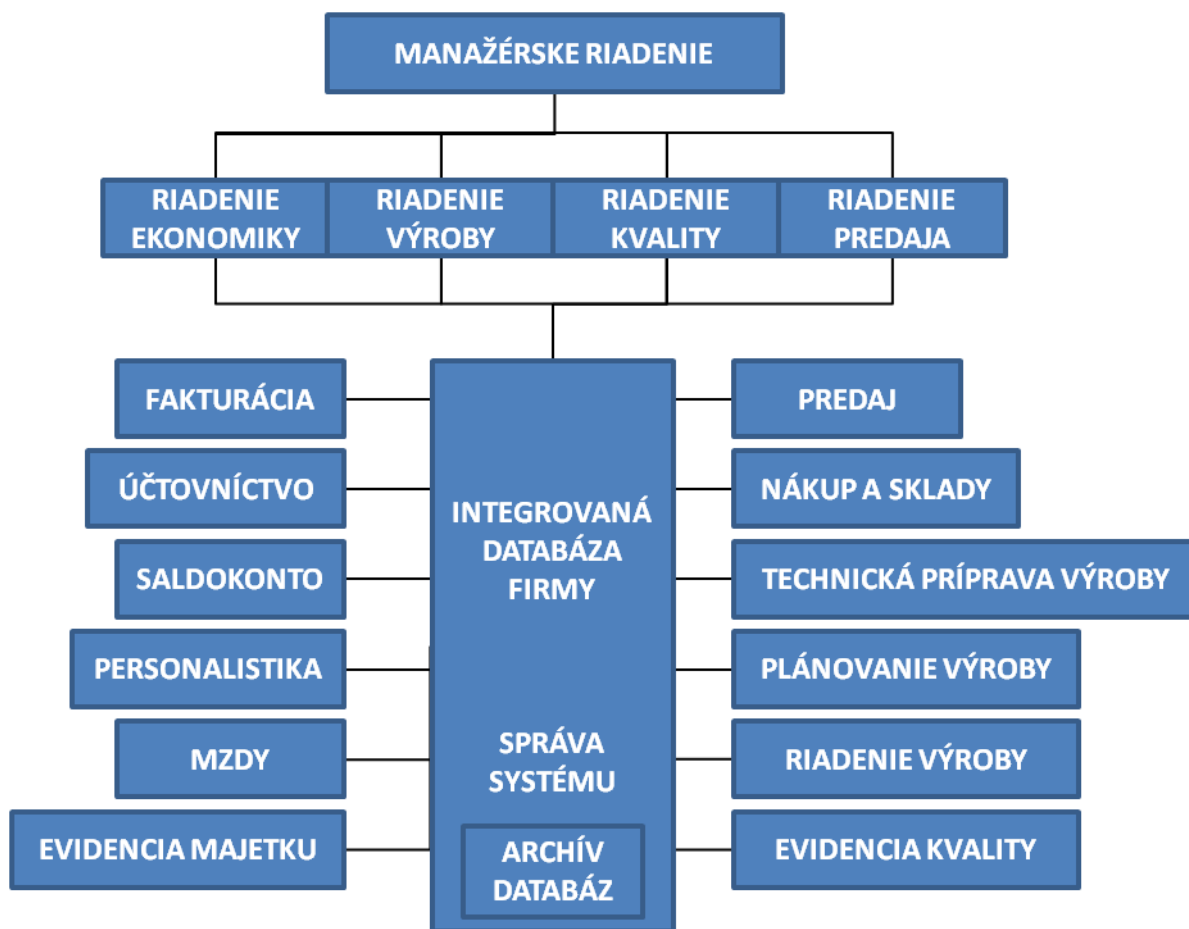 MANAŽÉRSKE RIADENIE
RIADENIE
EKONOMIKY
RIADENIE
VÝROBY
RIADENIE
KVALITY
RIADENIE
PREDAJA
FAKTURÁCIA
ÚČTOVNÍCTVO
SALDOKONTO
PERSONALISTIKA
MZDY
EVIDENCIA MAJETKU
INTEGROVANÁ
DATABÁZA
FIRMY
SPRÁVA
SYSTÉMU
ARCHÍV
DATABÁZ
PREDAJ
NÁKUP A SKLADY
TECHNICKÁ PRÍPRAVA VÝROBY
PLÁNOVANIE VÝROBY
RIADENIE VÝROBY
EVIDENCIA KVALITY